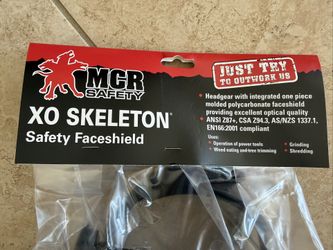 MCR
SAFETY
XO SKELETON
Safety Faceshield
JUST TRY
TO OUTWORK US
• Headgear with integrated one piece
molded polycarbonate faceshield
providing excellent optical quality
• ANSI Z87+, CSA Z94.3, AS/NZS 1337.1,
EN166:2001 compliant
Uses:
• Operation of power tools
• Grinding
• Weed eating and tree trimming
• Shredding